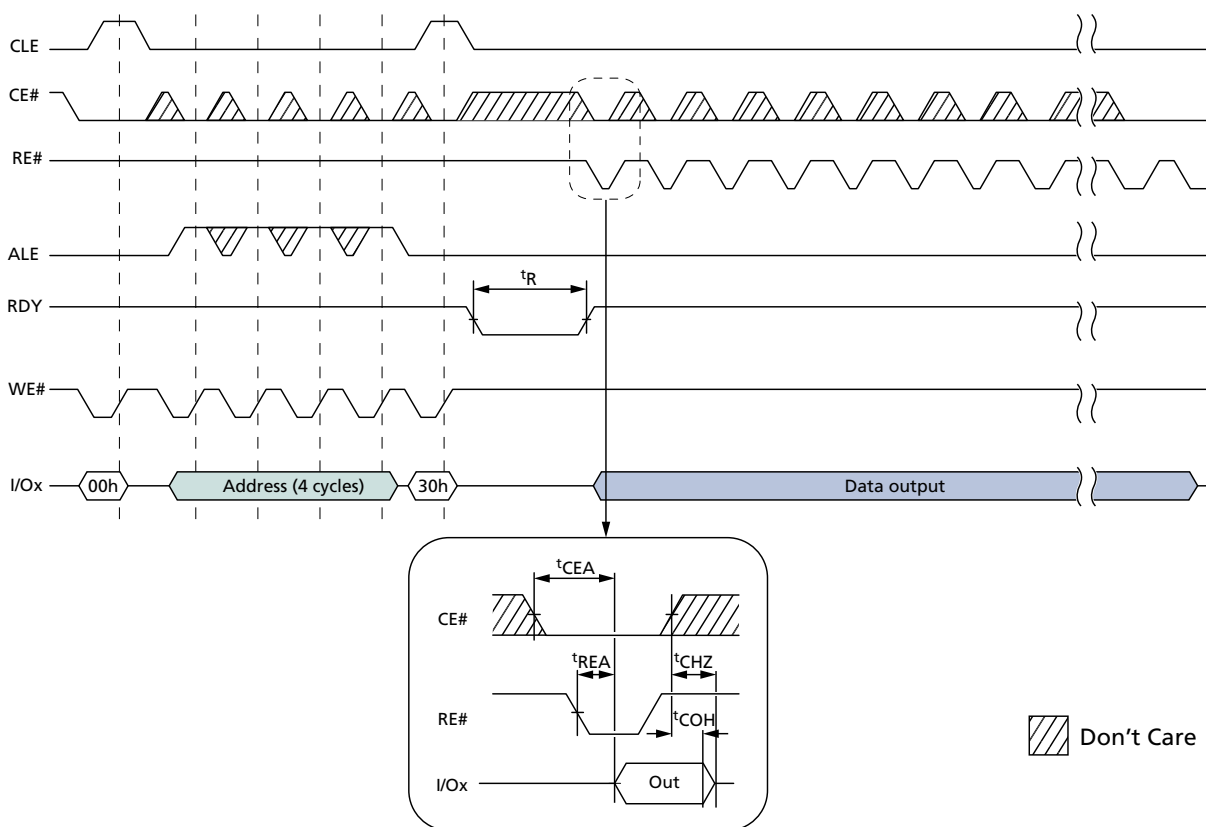 CLE
CE#
RE#
ALE
tR
RDY
WE#
I/Ox
00h
Address (4 cycles)
30h
Data output
tCEA
CE#
tREA
tCHZ
RE#
tCOH
I/Ox
Out
Don't Care